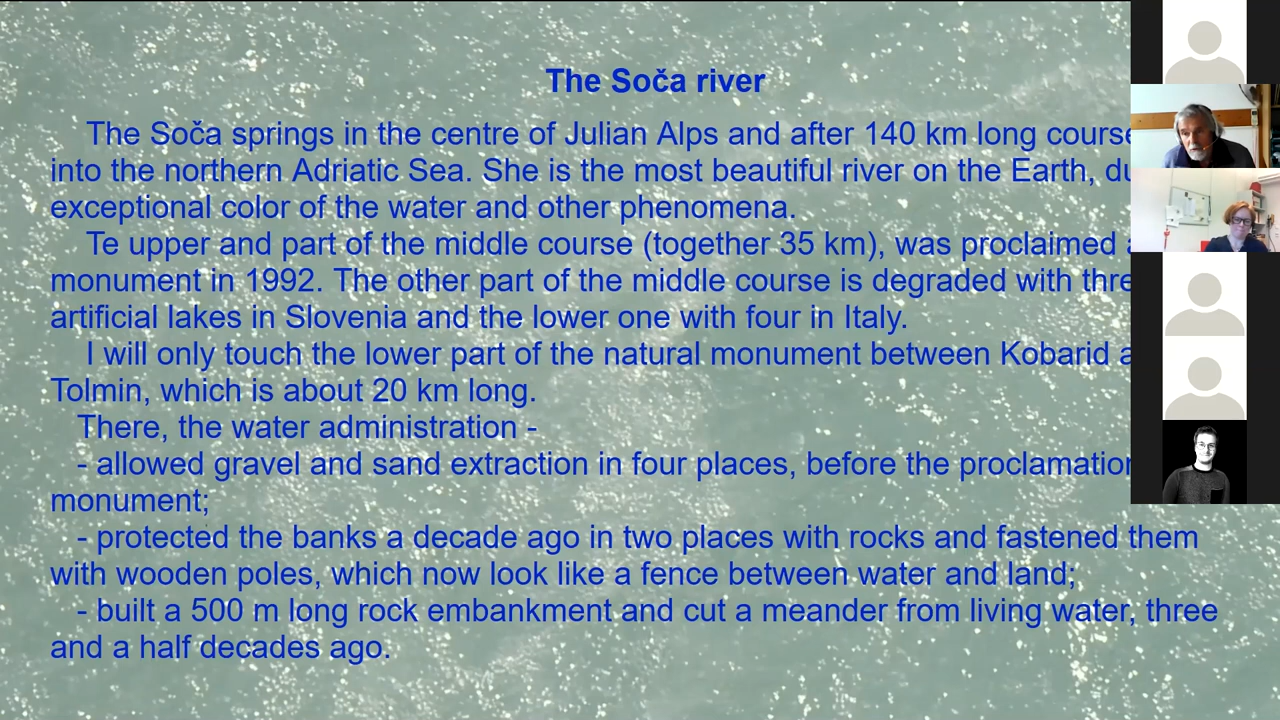 The Soča river
The Soča springs in the centre of Julian Alps and after 140 km long course
into the northern Adriatic Sea. She is the most beautiful river on the Earth,
exceptional color of the water and other phenomena.
Te upper and part of the middle course (together 35 km), was proclaimed
monument in 1992. The other part of the middle course is degraded with
artificial lakes in Slovenia and the lower one with four in Italy.
I will only touch the lower part of the natural monument between Kobarid
Tolmin, which is about 20 km long.
There, the water administration -
- allowed gravel and sand extraction in four places, before the proclamation
monument;
- protected the banks a decade ago in two places with rocks and fastened them
with wooden poles, which now look like a fence between water and land;
- built a 500 m long rock embankment and cut a meander from living water, three
and a half decades ago.